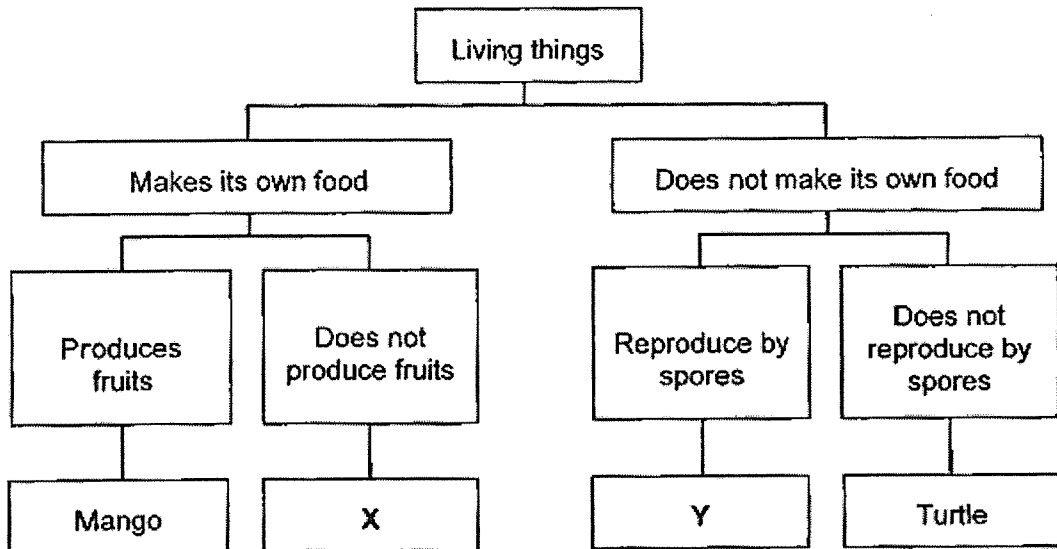 Living things
Makes its own food
Does not make its own food
Produces
fruits
Does not
produce fruits
Reproduce by
spores
Does not
reproduce by
spores
Mango
X
Y
Turtle